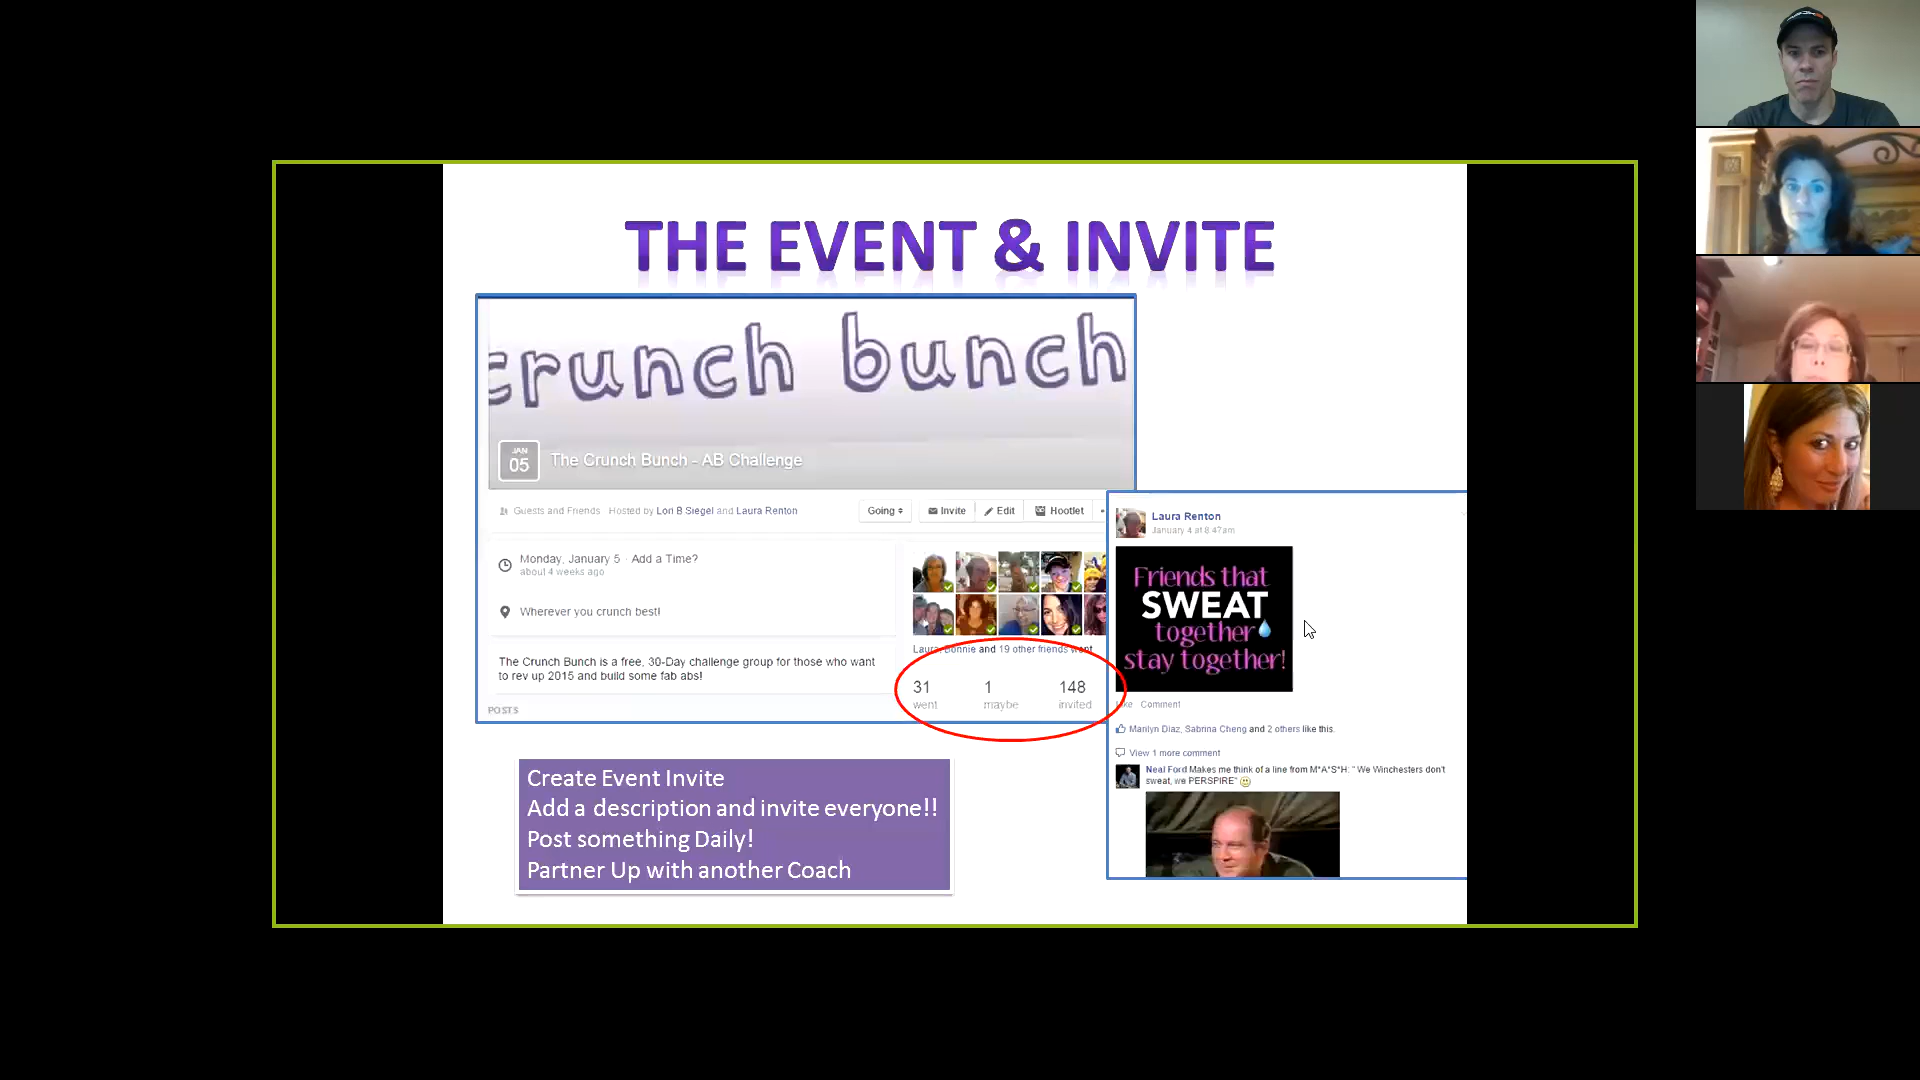 THE EVENT & INVITE
crunch bunch
JAN
05
The Crunch Bunch - AB Challenge
Guests and Friends Hosted by Lori B Siegel and Laura Renton
Going
Invite
Edit
Hootlet
Monday, January 5 · Add a Time?
about 4 weeks ago
Wherever you crunch best!
Laura, Bonnie and 19 other friends went
31 1 148
went maybe invited
The Crunch Bunch is a free, 30-Day challenge group for those who want
to rev up 2015 and build some fab abs!
POSTS
Laura Renton
January 4 at 8:47am
Friends that
SWEAT
together
stay together!
Like Comment
Marilyn Diaz, Sabrina Cheng and 2 others like this.
View 1 more comment
Neal Ford Makes me think of a line from M*A*S*H: " We Winchesters don't
sweat, we PERSPIRE"
Create Event Invite
Add a description and invite everyone!!
Post something Daily!
Partner Up with another Coach